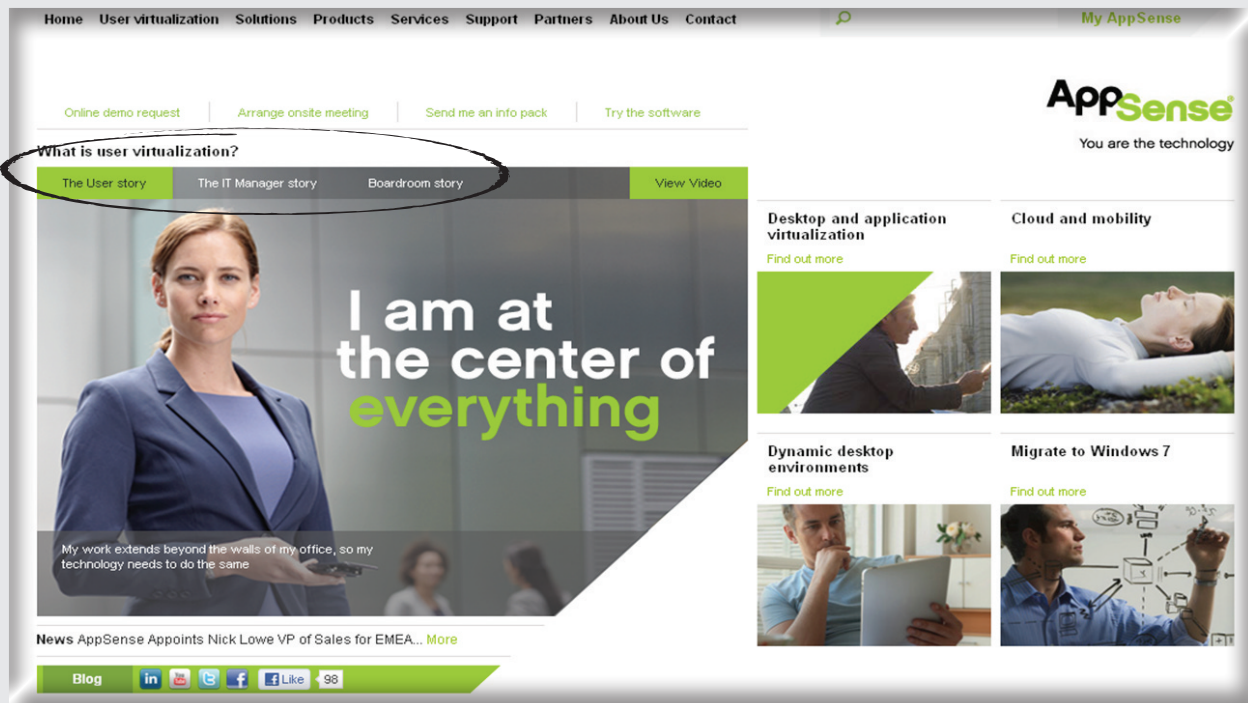 Home User virtualization Solutions Products Services Support Partners About Us Contact
My AppSense
Online demo request Arrange onsite meeting Send me an info pack Try the software
AppSense®
You are the technology
What is user virtualization?
The User story The IT Manager story Boardroom story View Video
I am at
the center of
everything
My work extends beyond the walls of my office, so my
technology needs to do the same
Desktop and application
virtualization
Find out more
Cloud and mobility
Find out more
Dynamic desktop
environments
Find out more
Migrate to Windows 7
Find out more
News AppSense Appoints Nick Lowe VP of Sales for EMEA... More
Blog in You Tube t f f Like 98